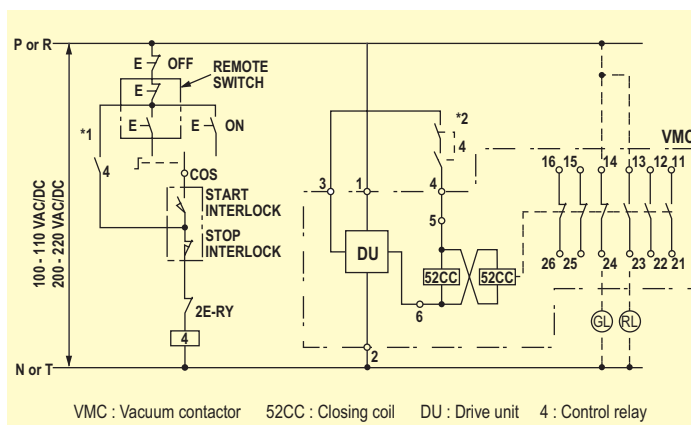 P or R
E OFF
REMOTE
SWITCH
E
*1
E
E
ON
*2
4
4
VMC
COS
16 15 14 13 12 11
START
INTERLOCK
3
1
4
5
STOP
INTERLOCK
100 - 110 VAC/DC
200 - 220 VAC/DC
DU
52CC
52CC
26 25 24 23 22 21
2E-RY
6
GL
RL
4
2
N or T
VMC : Vacuum contactor 52CC : Closing coil DU : Drive unit 4 : Control relay